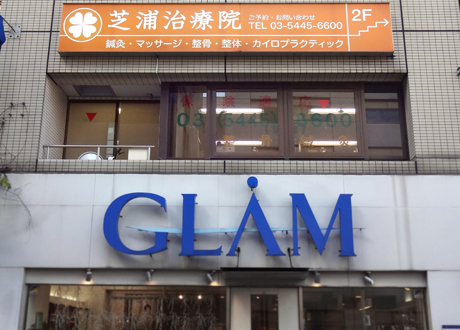 芝浦治療院
ご予約・お問い合わせ
TEL 03-5445-6600
2F
鍼灸・マッサージ・整骨・整体・カイロプラクティック
03-5445-6600
GLAM